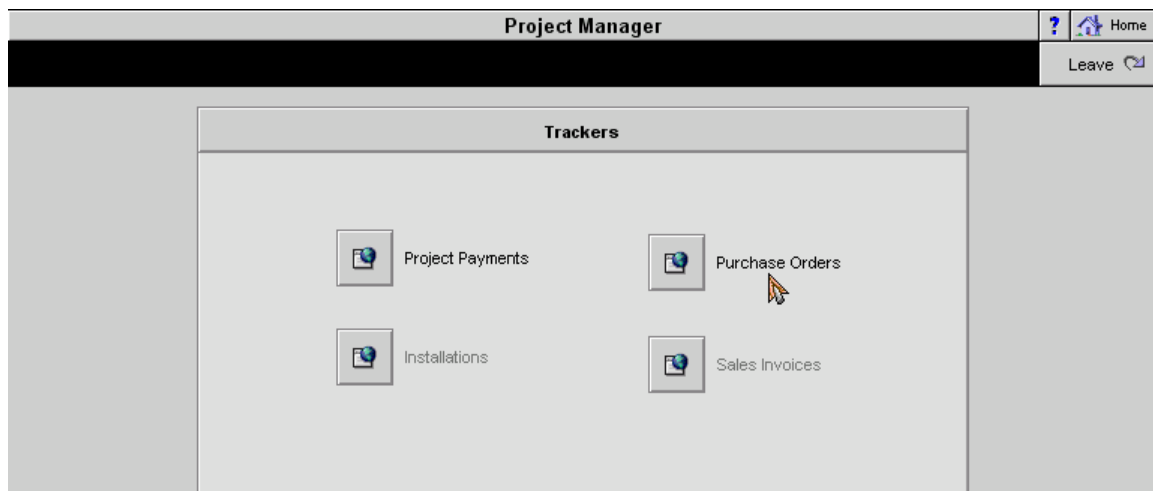 Project Manager
? Home
Leave
Trackers
Project Payments
Purchase Orders
Installations
Sales Invoices